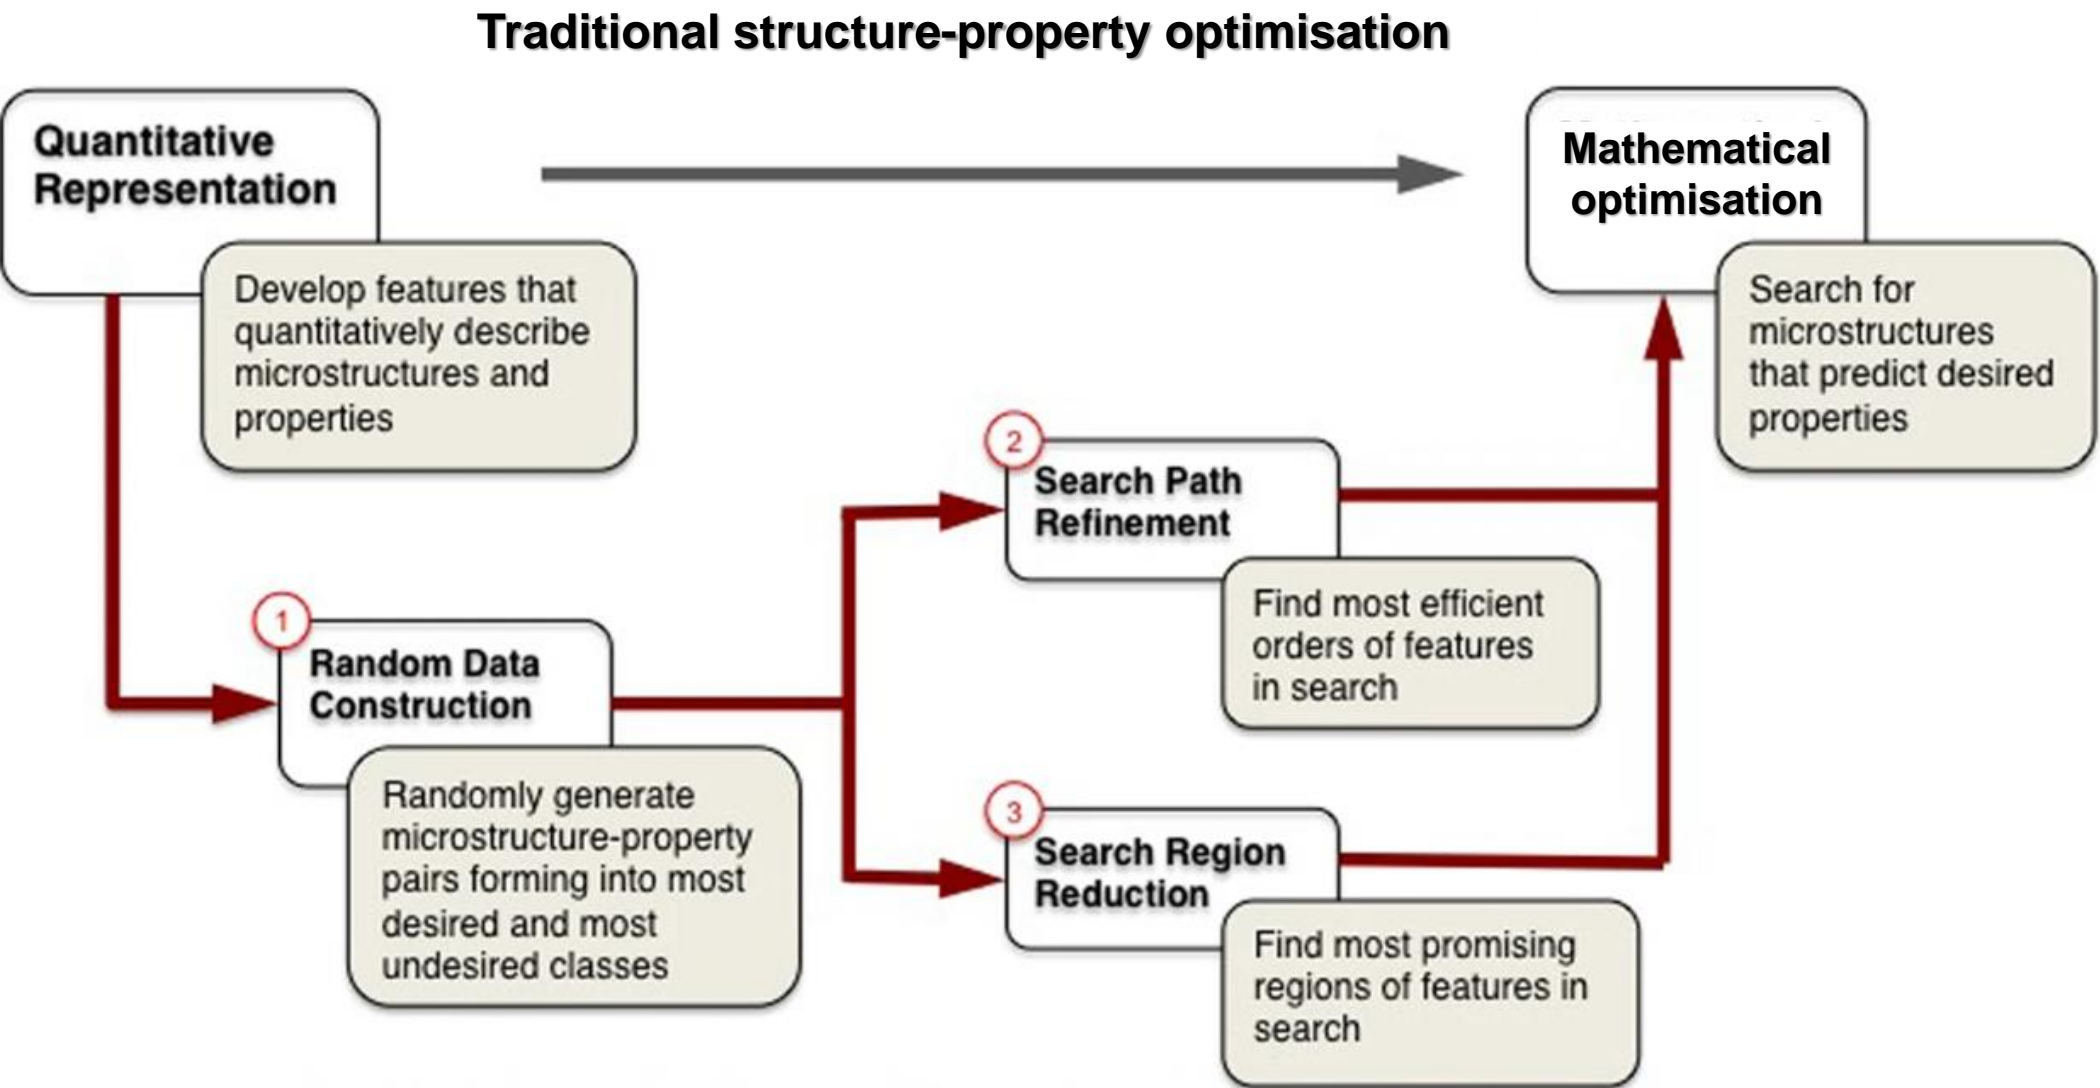 Traditional structure-property optimisation
Quantitative
Representation
Develop features that
quantitatively describe
microstructures and
properties
Mathematical
optimisation
Search for
microstructures
that predict desired
properties
1
Random Data
Construction
Randomly generate
microstructure-property
pairs forming into most
desired and most
undesired classes
2
Search Path
Refinement
Find most efficient
orders of features
in search
3
Search Region
Reduction
Find most promising
regions of features in
search